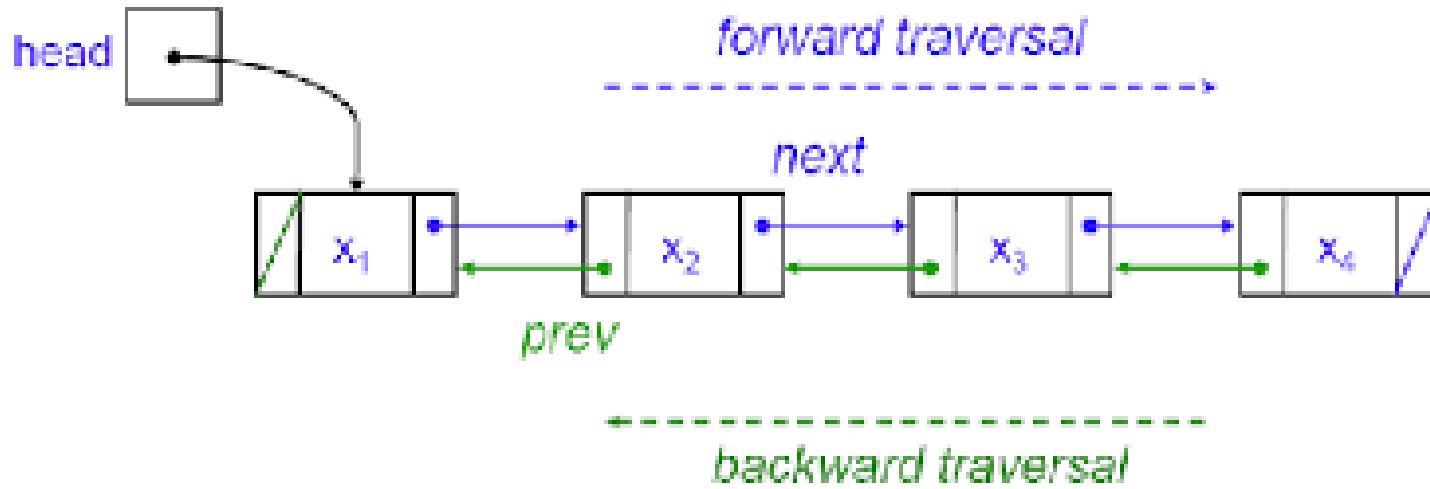 head
forward traversal
next
x₁ x₂ x₃ x₄
prev
backward traversal